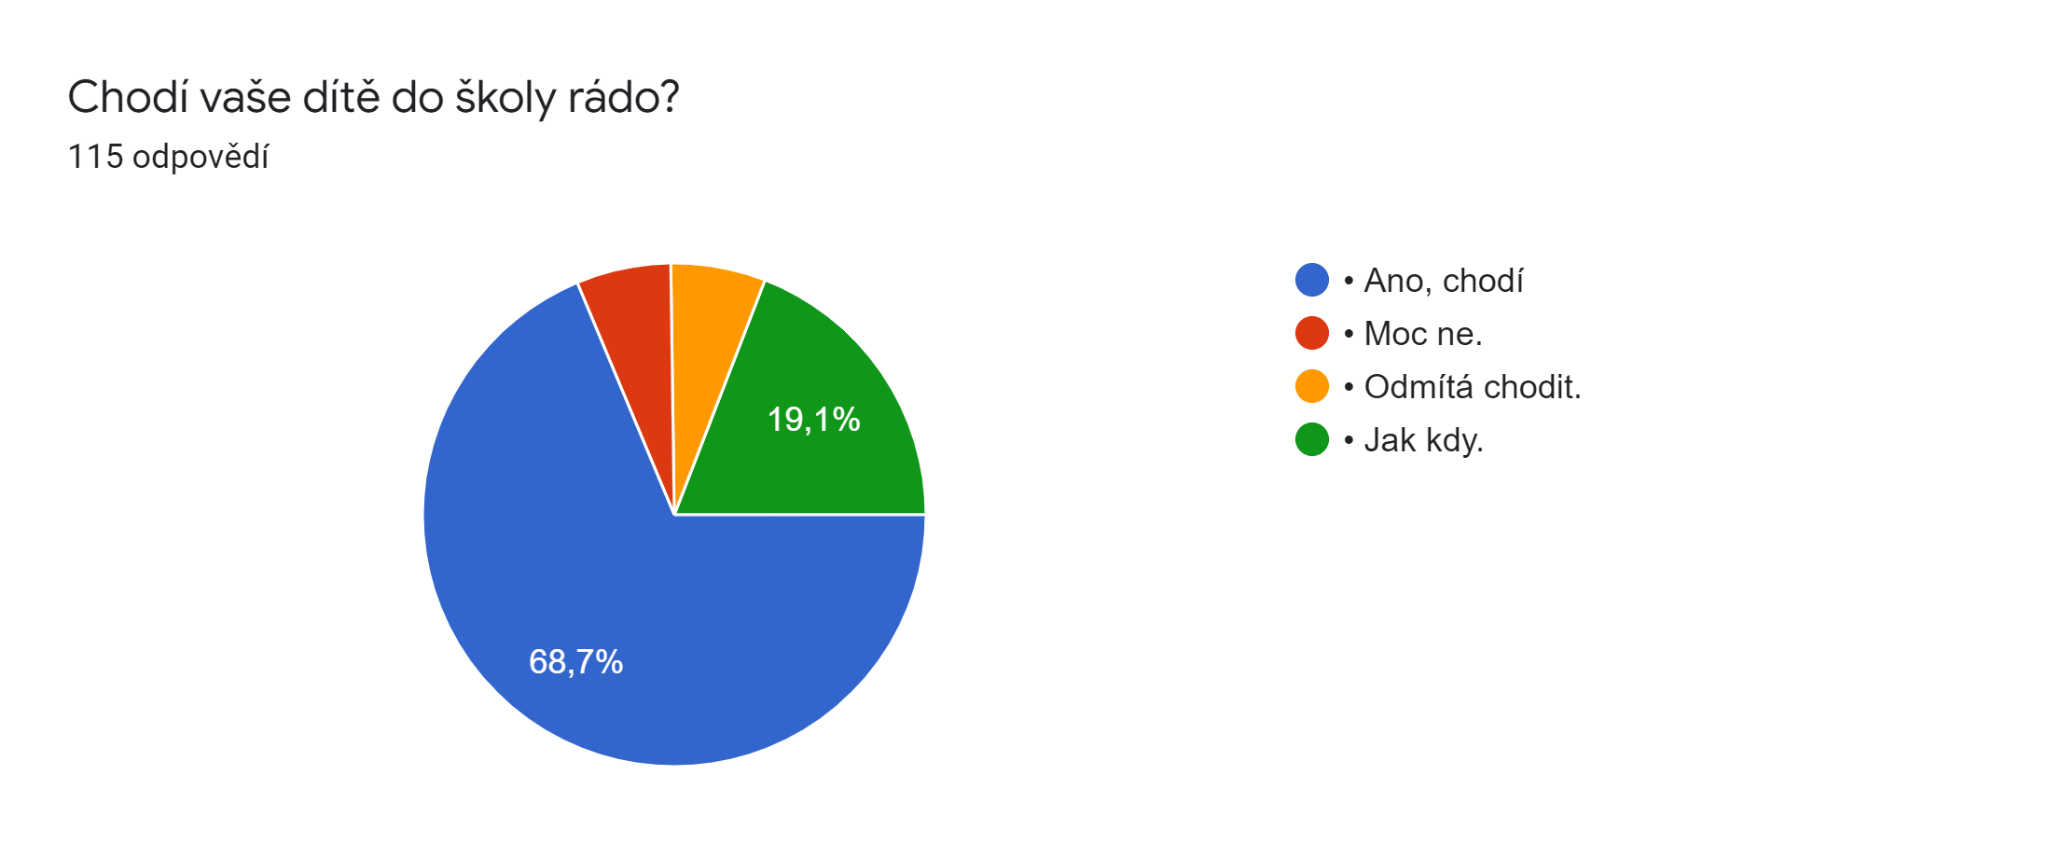 Chodí vaše dítě do školy rádo?
115 odpovědí
• Ano, chodí
• Moc ne.
• Odmítá chodit.
• Jak kdy.
19,1%
68,7%